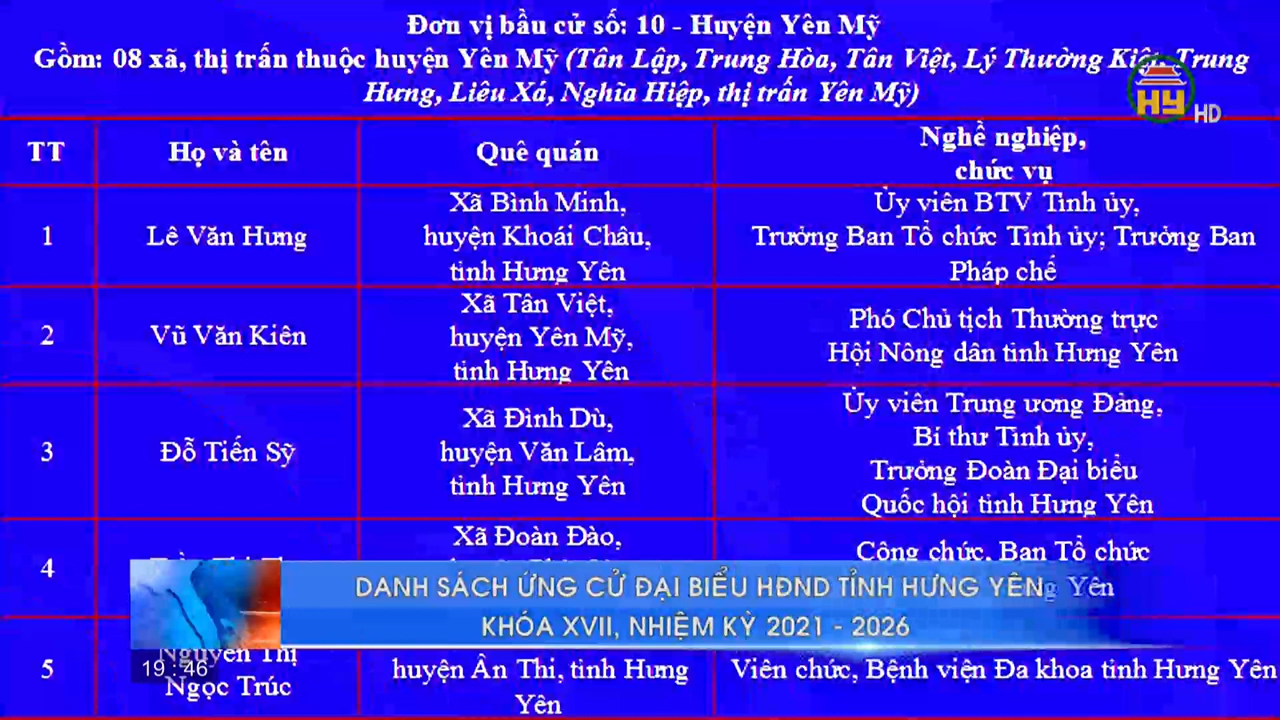 Đơn vị bầu cử số: 10 - Huyện Yên Mỹ
Gồm: 08 xã, thị trấn thuộc huyện Yên Mỹ (Tân Lập, Trung Hòa, Tân Việt, Lý Thường Kiệt, Trung
Hưng, Liêu Xá, Nghĩa Hiệp, thị trấn Yên Mỹ)
HY HD
TT Họ và tên Quê quán Nghề nghiệp,
chức vụ
1 Lê Văn Hưng
Xã Bình Minh,
huyện Khoái Châu,
tỉnh Hưng Yên
Ủy viên BTV Tỉnh ủy,
Trưởng Ban Tổ chức Tỉnh ủy; Trưởng Ban
Pháp chế
2 Vũ Văn Kiên
Xã Tân Việt,
huyện Yên Mỹ,
tỉnh Hưng Yên
Phó Chủ tịch Thường trực
Hội Nông dân tỉnh Hưng Yên
3 Đỗ Tiến Sỹ
Xã Đình Dù,
huyện Văn Lâm,
tỉnh Hưng Yên
Ủy viên Trung ương Đảng,
Bí thư Tỉnh ủy,
Trưởng Đoàn Đại biểu
Quốc hội tỉnh Hưng Yên
4
Xã Đoàn Đào,
Công chức, Ban Tổ chức
Yên
DANH SÁCH ỨNG CỬ ĐẠI BIỂU HĐND TỈNH HƯNG YÊN
KHÓA XVII, NHIỆM KỲ 2021 - 2026
19:46
5 Nguyễn Thị
Ngọc Trúc
huyện Ân Thi, tỉnh Hưng
Yên
Viên chức, Bệnh viện Đa khoa tỉnh Hưng Yên